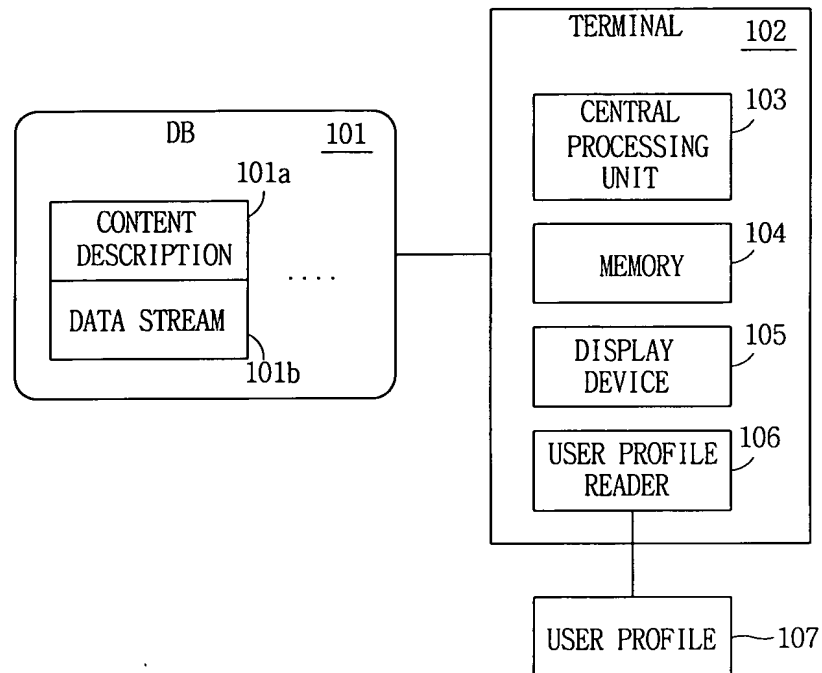 DB 101
101a
CONTENT
DESCRIPTION
DATA STREAM
101b
....
TERMINAL 102
CENTRAL
PROCESSING
UNIT
103
MEMORY
104
DISPLAY
DEVICE
105
USER PROFILE
READER
106
USER PROFILE
107